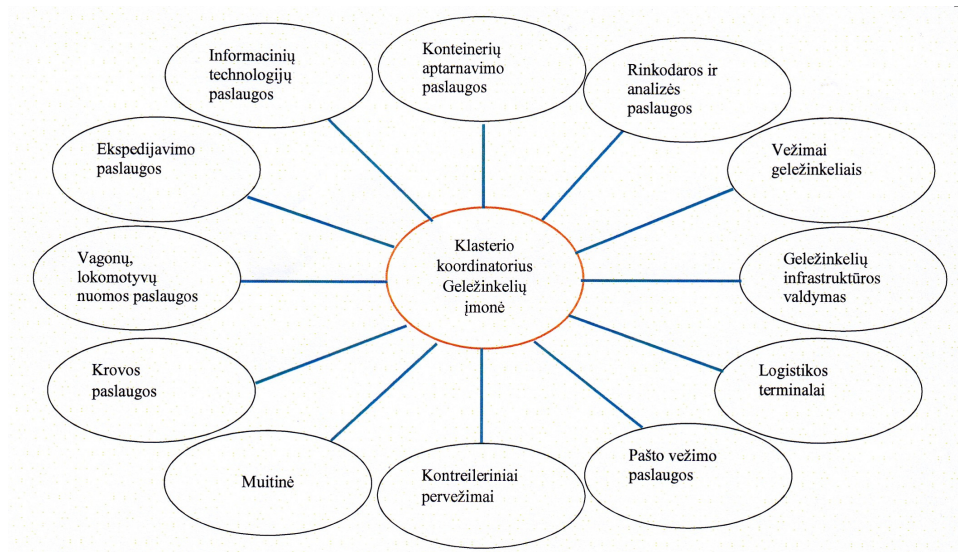 Informacinių
technologijų
paslaugos
Konteinerių
aptarnavimo
paslaugos
Rinkodaros ir
analizės
paslaugos
Ekspedijavimo
paslaugos
Vežimai
geležinkeliais
Vagonų,
lokomotyvų
nuomos paslaugos
Klasterio
koordinatorius
Geležinkelių
įmonė
Geležinkelių
infrastruktūros
valdymas
Krovos
paslaugos
Logistikos
terminalai
Muitinė
Kontreileriniai
pervežimai
Pašto vežimo
paslaugos